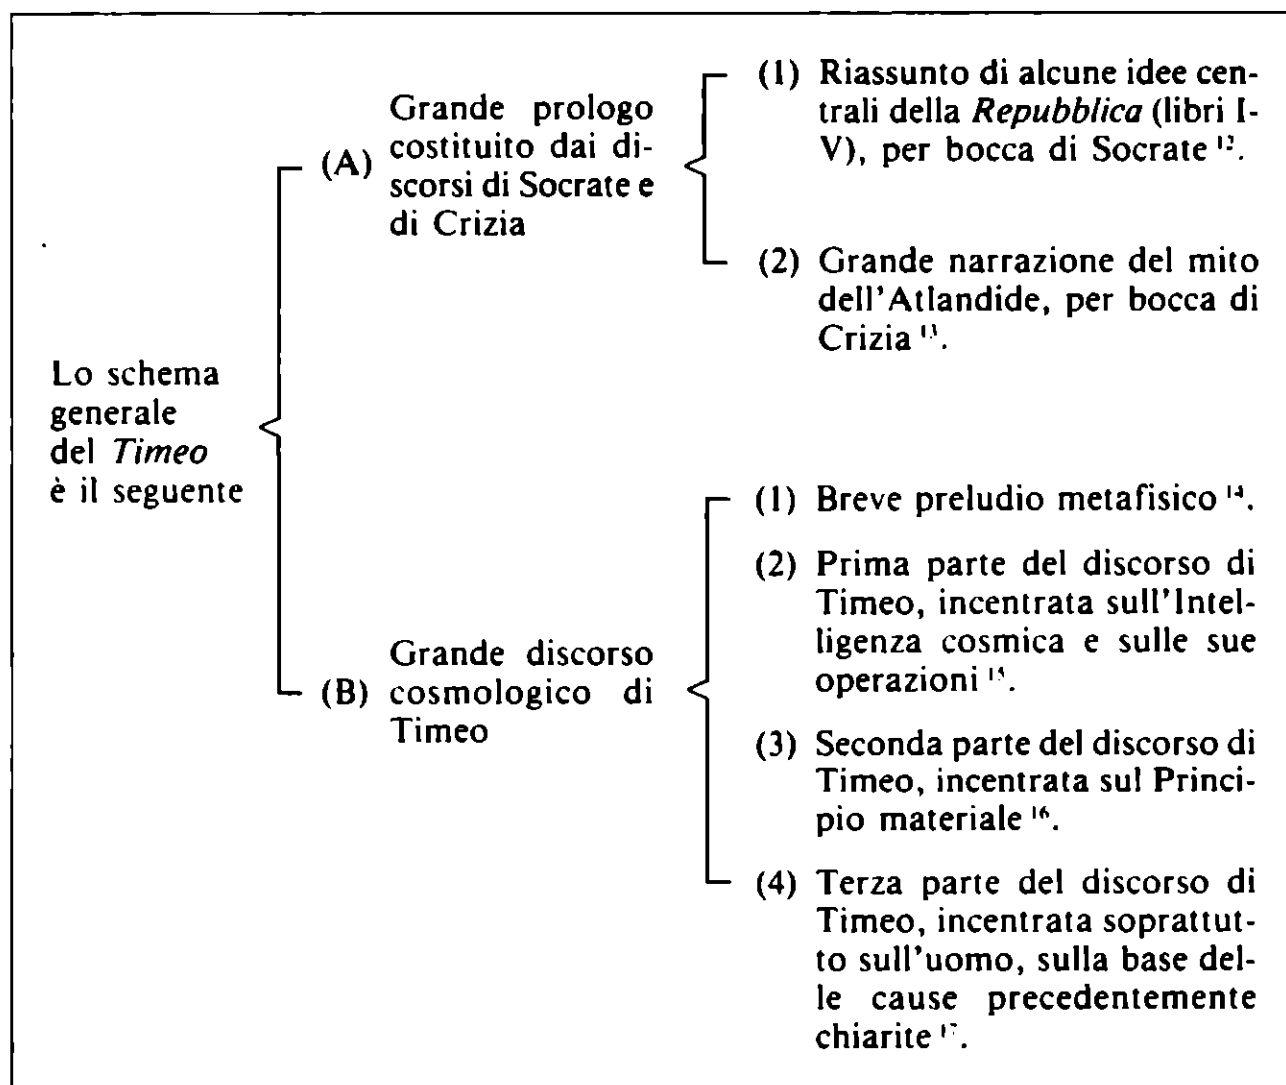 Lo schema
generale
del Timeo
è il seguente
(A) Grande prologo
costituito dai di-
scorsi di Socrate e
di Crizia
(1) Riassunto di alcune idee cen-
trali della Repubblica (libri I-
V), per bocca di Socrate ¹².
(2) Grande narrazione del mito
dell'Atlandide, per bocca di
Crizia ¹³.
(B) Grande discorso
cosmologico di
Timeo
(1) Breve preludio metafisico ¹⁴.
(2) Prima parte del discorso di
Timeo, incentrata sull'Intel-
ligenza cosmica e sulle sue
operazioni ¹⁵.
(3) Seconda parte del discorso di
Timeo, incentrata sul Princi-
pio materiale ¹⁶.
(4) Terza parte del discorso di
Timeo, incentrata soprattut-
to sull'uomo, sulla base del-
le cause precedentemente
chiarite ¹⁷.